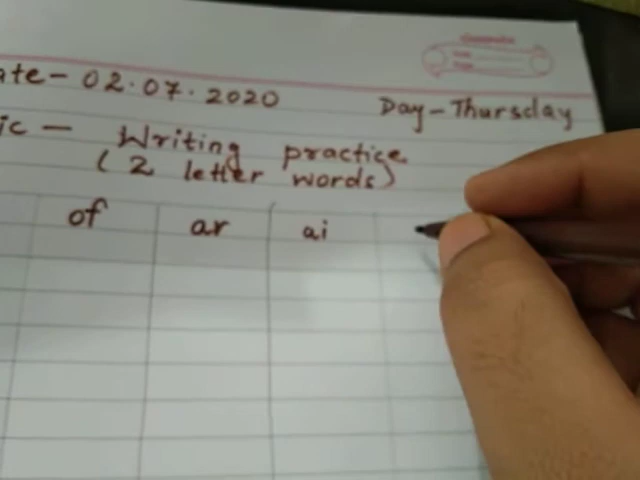 ate - 02.07.2020
Day - Thursday
ic - Writing practice
(2 letter words)
of ar ai